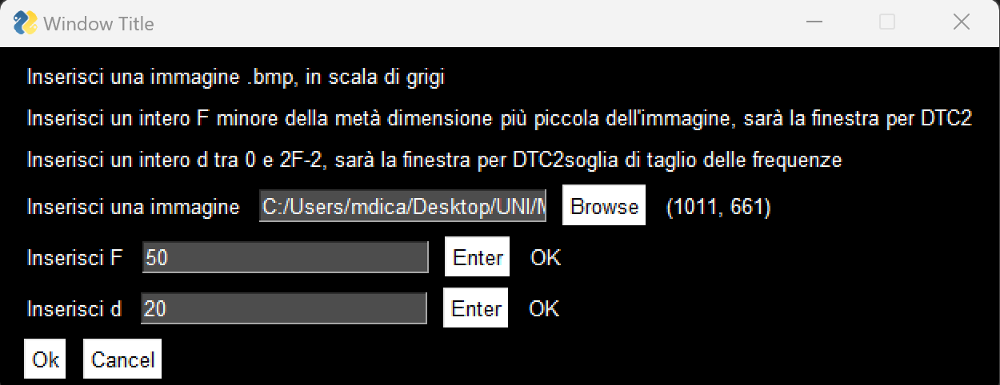 Window Title
Inserisci una immagine .bmp, in scala di grigi
Inserisci un intero F minore della metà dimensione più piccola dell'immagine, sarà la finestra per DTC2
Inserisci un intero d tra 0 e 2F-2, sarà la finestra per DTC2soglia di taglio delle frequenze
Inserisci una immagine C:/Users/mdica/Desktop/UNI/M Browse (1011, 661)
Inserisci F 50 Enter OK
Inserisci d 20 Enter OK
Ok Cancel